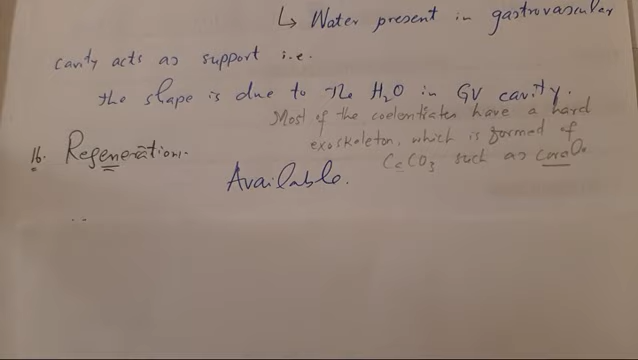 ↳ Water present in gastrovascular
cavity acts as support i.e.
the shape is due to the H₂O in GV cavity.
Most of the coelentrates have a hard
exoskeleton, which is formed of
CaCO₃ such as corals
16. Regeneration.
Available.